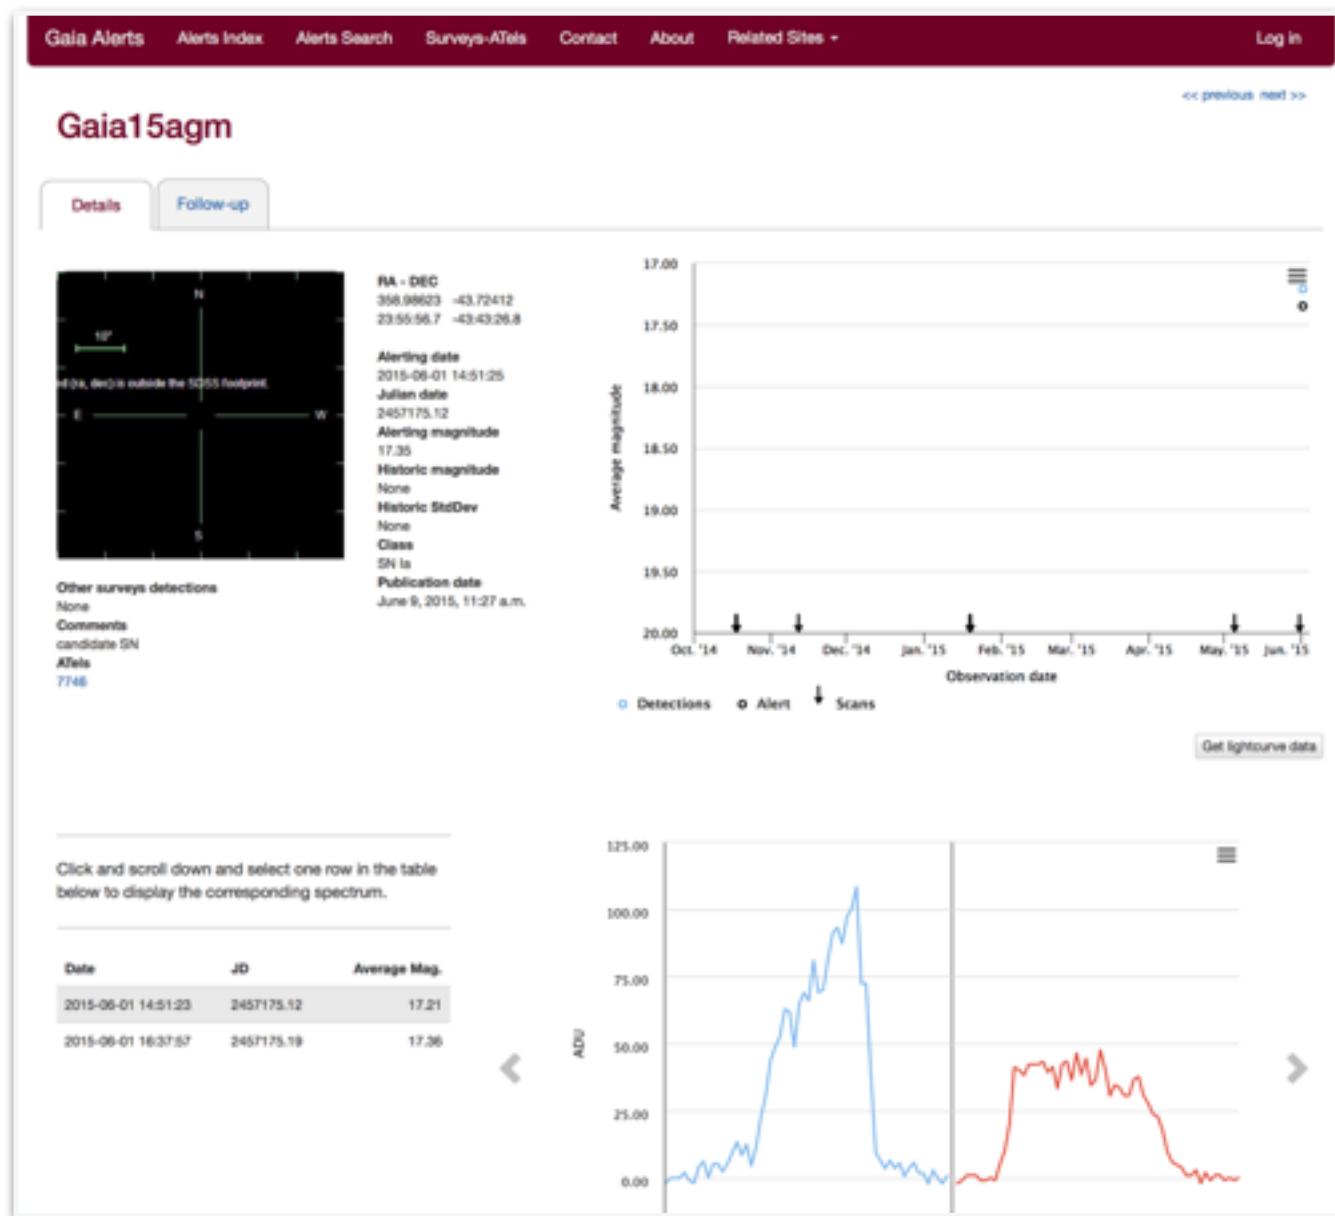 Gaia Alerts Alerts Index Alerts Search Surveys-ATels Contact About Related Sites Log in
<< previous next >>
Gaia15agm
Details Follow-up
N
10"
ed (ra, dec) is outside the SDSS footprint.
E W
S
RA - DEC
358.98623 -43.72412
23:55:56.7 -43:43:26.8
Alerting date
2015-06-01 14:51:25
Julian date
2457175.12
Alerting magnitude
17.35
Historic magnitude
None
Historic StdDev
None
Class
SN Ia
Publication date
June 9, 2015, 11:27 a.m.
Other surveys detections
None
Comments
candidate SN
ATels
7746
17.00
17.50
18.00
18.50
19.00
19.50
20.00
Average magnitude
Oct. '14 Nov. '14 Dec. '14 Jan. '15 Feb. '15 Mar. '15 Apr. '15 May. '15 Jun. '15
Observation date
Detections Alert Scans
Get lightcurve data
Click and scroll down and select one row in the table
below to display the corresponding spectrum.
Date JD Average Mag.
2015-06-01 14:51:23 2457175.12 17.21
2015-06-01 16:37:57 2457175.19 17.36
125.00
100.00
75.00
50.00
25.00
0.00
ADU